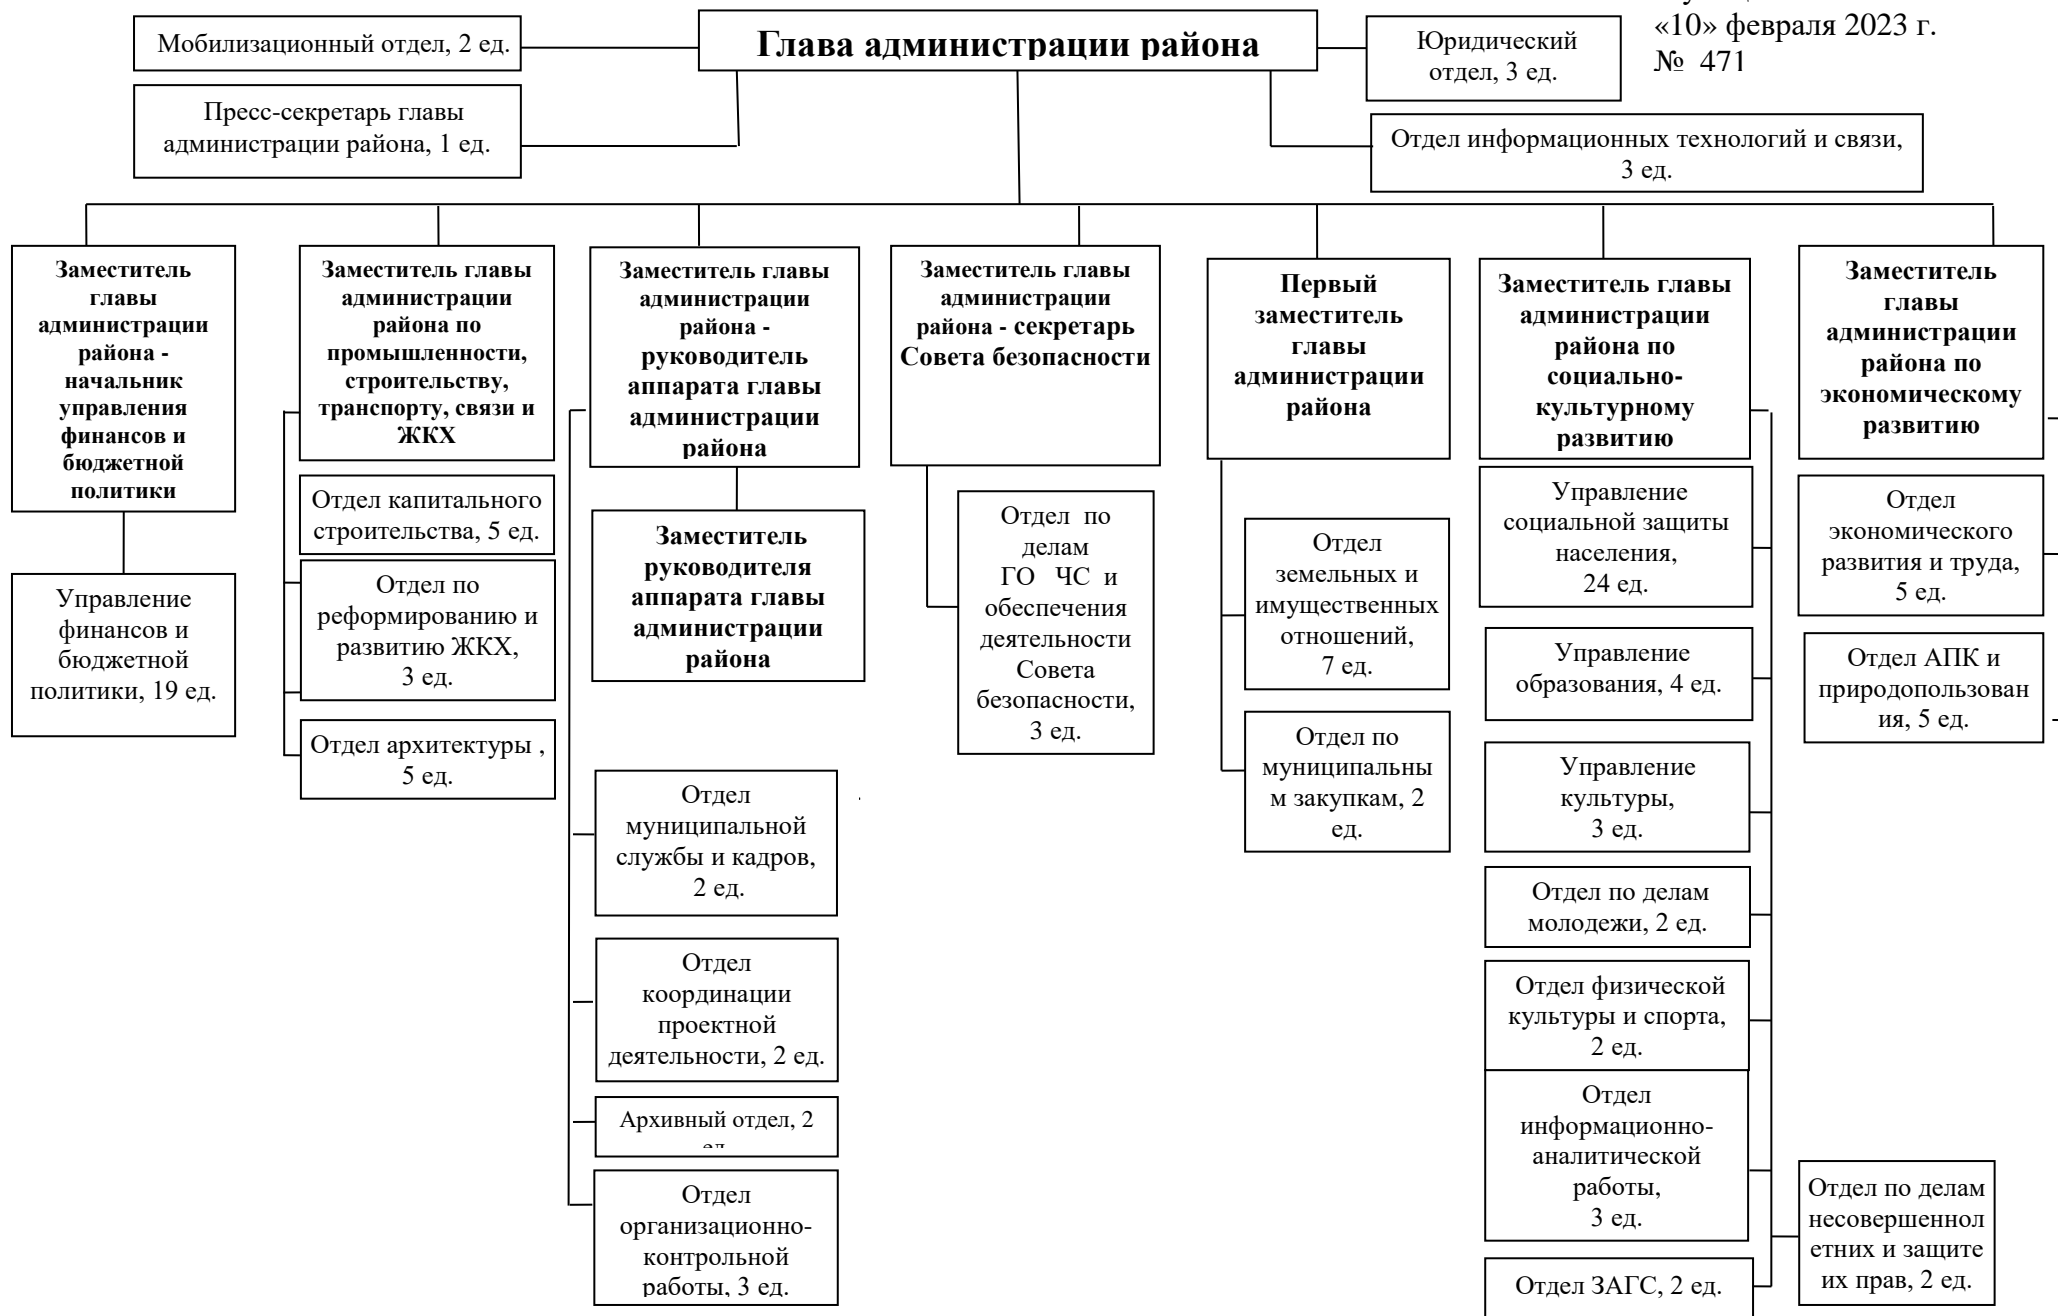 «10» февраля 2023 г.
№ 471
Мобилизационный отдел, 2 ед.
Глава администрации района
Юридический
отдел, 3 ед.
Пресс-секретарь главы
администрации района, 1 ед.
Отдел информационных технологий и связи,
3 ед.
Заместитель
главы
администрации
района -
начальник
управления
финансов и
бюджетной
политики
Управление
финансов и
бюджетной
политики, 19 ед.
Заместитель главы
администрации
района по
промышленности,
строительству,
транспорту, связи и
ЖКХ
Отдел капитального
строительства, 5 ед.
Отдел по
реформированию и
развитию ЖКХ,
3 ед.
Отдел архитектуры ,
5 ед.
Заместитель главы
администрации
района -
руководитель
аппарата главы
администрации
района
Заместитель
руководителя
аппарата главы
администрации
района
Отдел
муниципальной
службы и кадров,
2 ед.
Отдел
координации
проектной
деятельности, 2 ед.
Архивный отдел, 2
ед.
Отдел
организационно-
контрольной
работы, 3 ед.
Заместитель главы
администрации
района - секретарь
Совета безопасности
Отдел по
делам
ГО ЧС и
обеспечения
деятельности
Совета
безопасности,
3 ед.
Первый
заместитель
главы
администрации
района
Отдел
земельных и
имущественных
отношений,
7 ед.
Отдел по
муниципальны
м закупкам, 2
ед.
Заместитель главы
администрации
района по
социально-
культурному
развитию
Управление
социальной защиты
населения,
24 ед.
Управление
образования, 4 ед.
Управление
культуры,
3 ед.
Отдел по делам
молодежи, 2 ед.
Отдел физической
культуры и спорта,
2 ед.
Отдел
информационно-
аналитической
работы,
3 ед.
Отдел ЗАГС, 2 ед.
Отдел по делам
несовершеннол
етних и защите
их прав, 2 ед.
Заместитель
главы
администрации
района по
экономическому
развитию
Отдел
экономического
развития и труда,
5 ед.
Отдел АПК и
природопользован
ия, 5 ед.